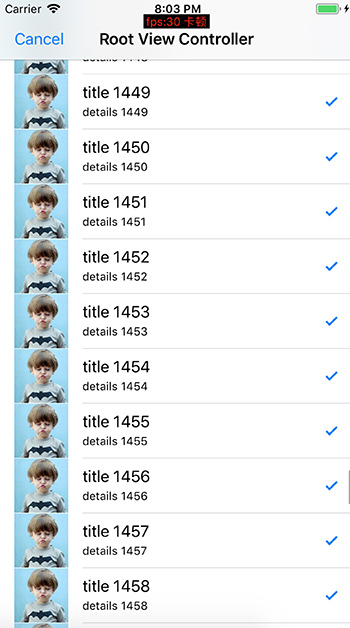 Carrier 8:03 PM
fps:30 卡顿
Cancel Root View Controller
details 1448
title 1449
details 1449
title 1450
details 1450
title 1451
details 1451
title 1452
details 1452
title 1453
details 1453
title 1454
details 1454
title 1455
details 1455
title 1456
details 1456
title 1457
details 1457
title 1458
details 1458